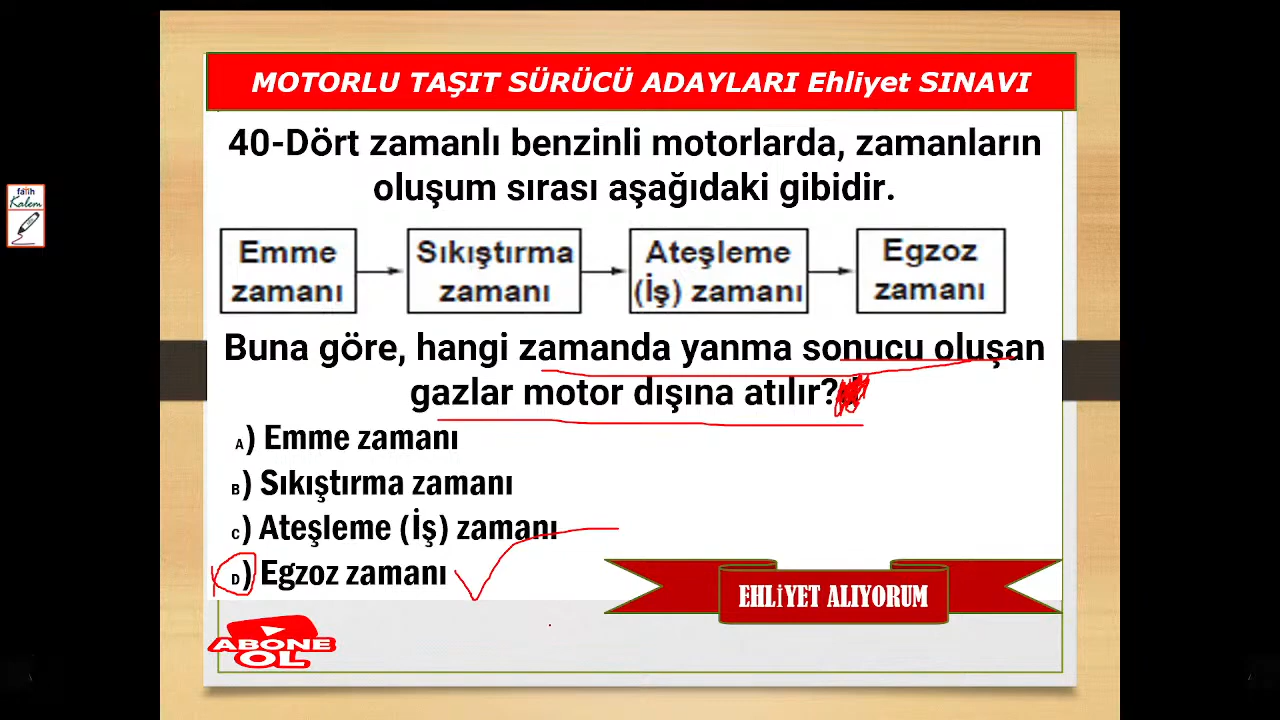 MOTORLU TAŞIT SÜRÜCÜ ADAYLARI Ehliyet SINAVI
40-Dört zamanlı benzinli motorlarda, zamanların
oluşum sırası aşağıdaki gibidir.
fatih
Kalem
Emme
zamanı
Sıkıştırma
zamanı
Ateşleme
(İş) zamanı
Egzoz
zamanı
Buna göre, hangi zamanda yanma sonucu oluşan
gazlar motor dışına atılır?
A) Emme zamanı
B) Sıkıştırma zamanı
C) Ateşleme (İş) zamanı
D) Egzoz zamanı
EHLİYET ALIYORUM
ABONE
OL